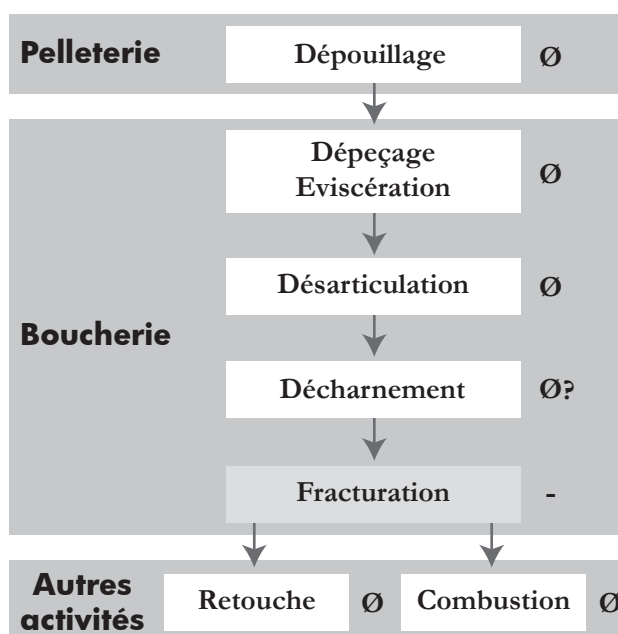 Pelleterie
Dépouillage Ø
Dépeçage
Eviscération Ø
Désarticulation Ø
Boucherie
Décharnement Ø?
Fracturation -
Autres
activités
Retouche Ø Combustion Ø